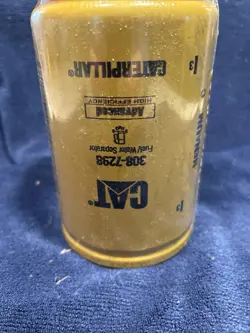 CAT®
308-7298
Fuel/Water Separator
Advanced
HIGH EFFICIENCY
CATERPILLAR®